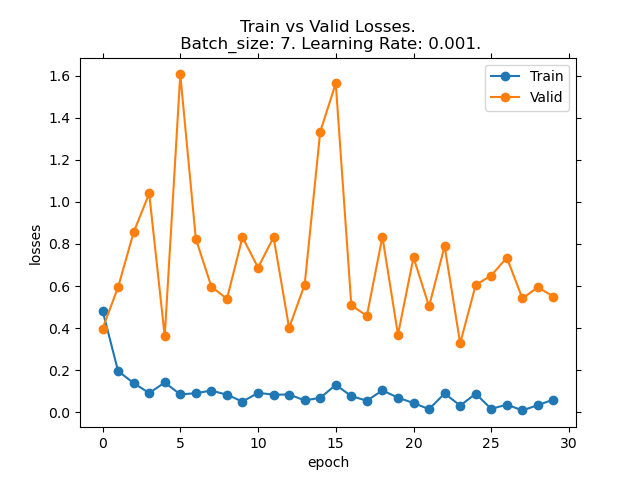 Train vs Valid Losses.
Batch_size: 7. Learning Rate: 0.001.
Train
Valid
1.6
1.4
1.2
1.0
0.8
0.6
0.4
0.2
0.0
losses
0 5 10 15 20 25 30
epoch